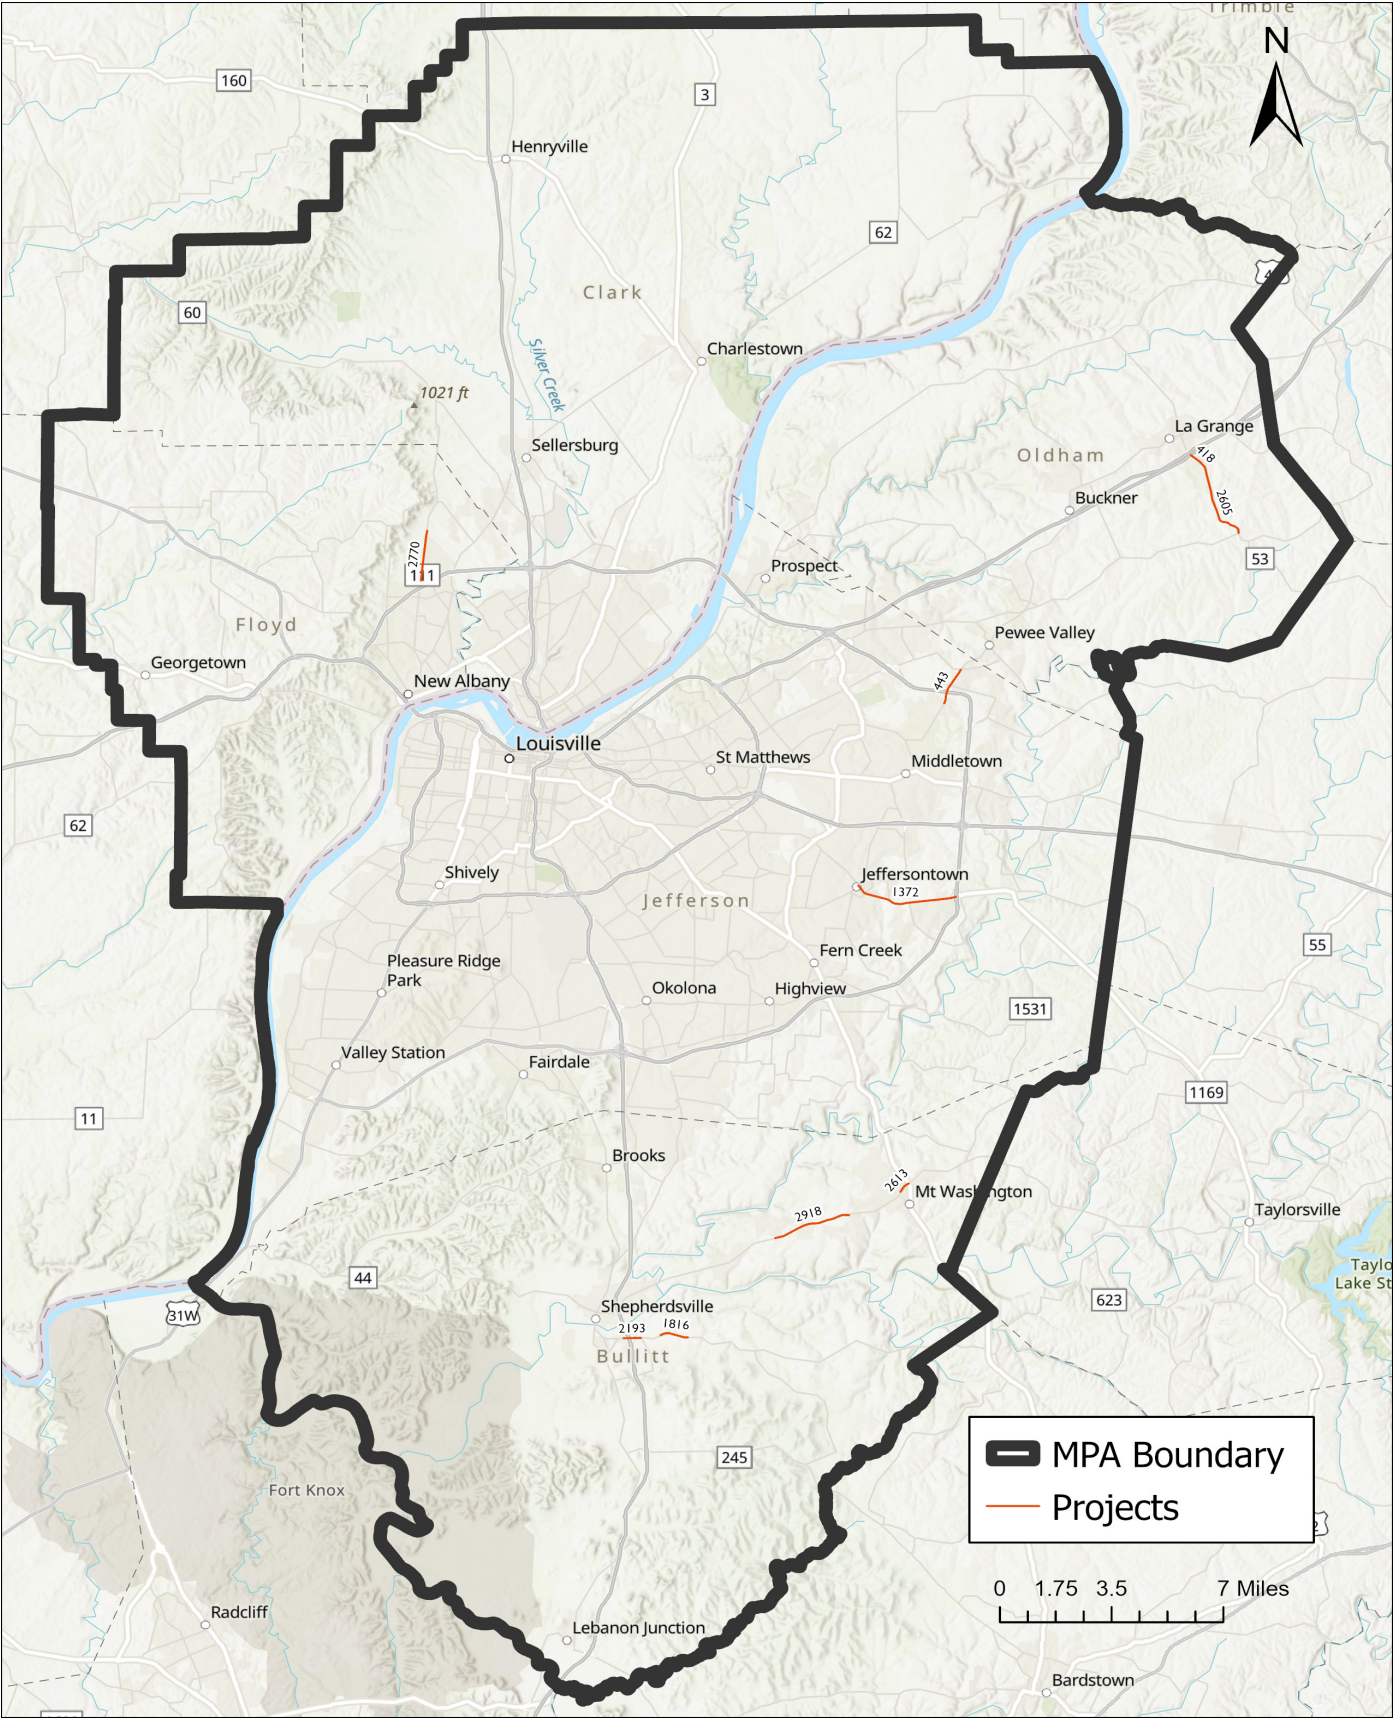 Trimble
N
160
3
Henryville
62
Clark
60
Silver Creek
Charlestown
1021 ft
La Grange
Sellersburg
Oldham
418
Buckner
2605
2770
111
53
Prospect
Floyd
Pewee Valley
Georgetown
New Albany
443
Louisville
St Matthews
Middletown
62
Shively
Jeffersontown
1372
Jefferson
Pleasure Ridge
Park
Fern Creek
55
Okolona
Highview
1531
Valley Station
Fairdale
1169
11
Brooks
2613
Mt Washington
2918
Taylorsville
44
Taylo
Lake St
31W
Shepherdsville
623
2193
1816
Bullitt
MPA Boundary
245
Fort Knox
Projects
0 1.75 3.5 7 Miles
Radcliff
Lebanon Junction
Bardstown